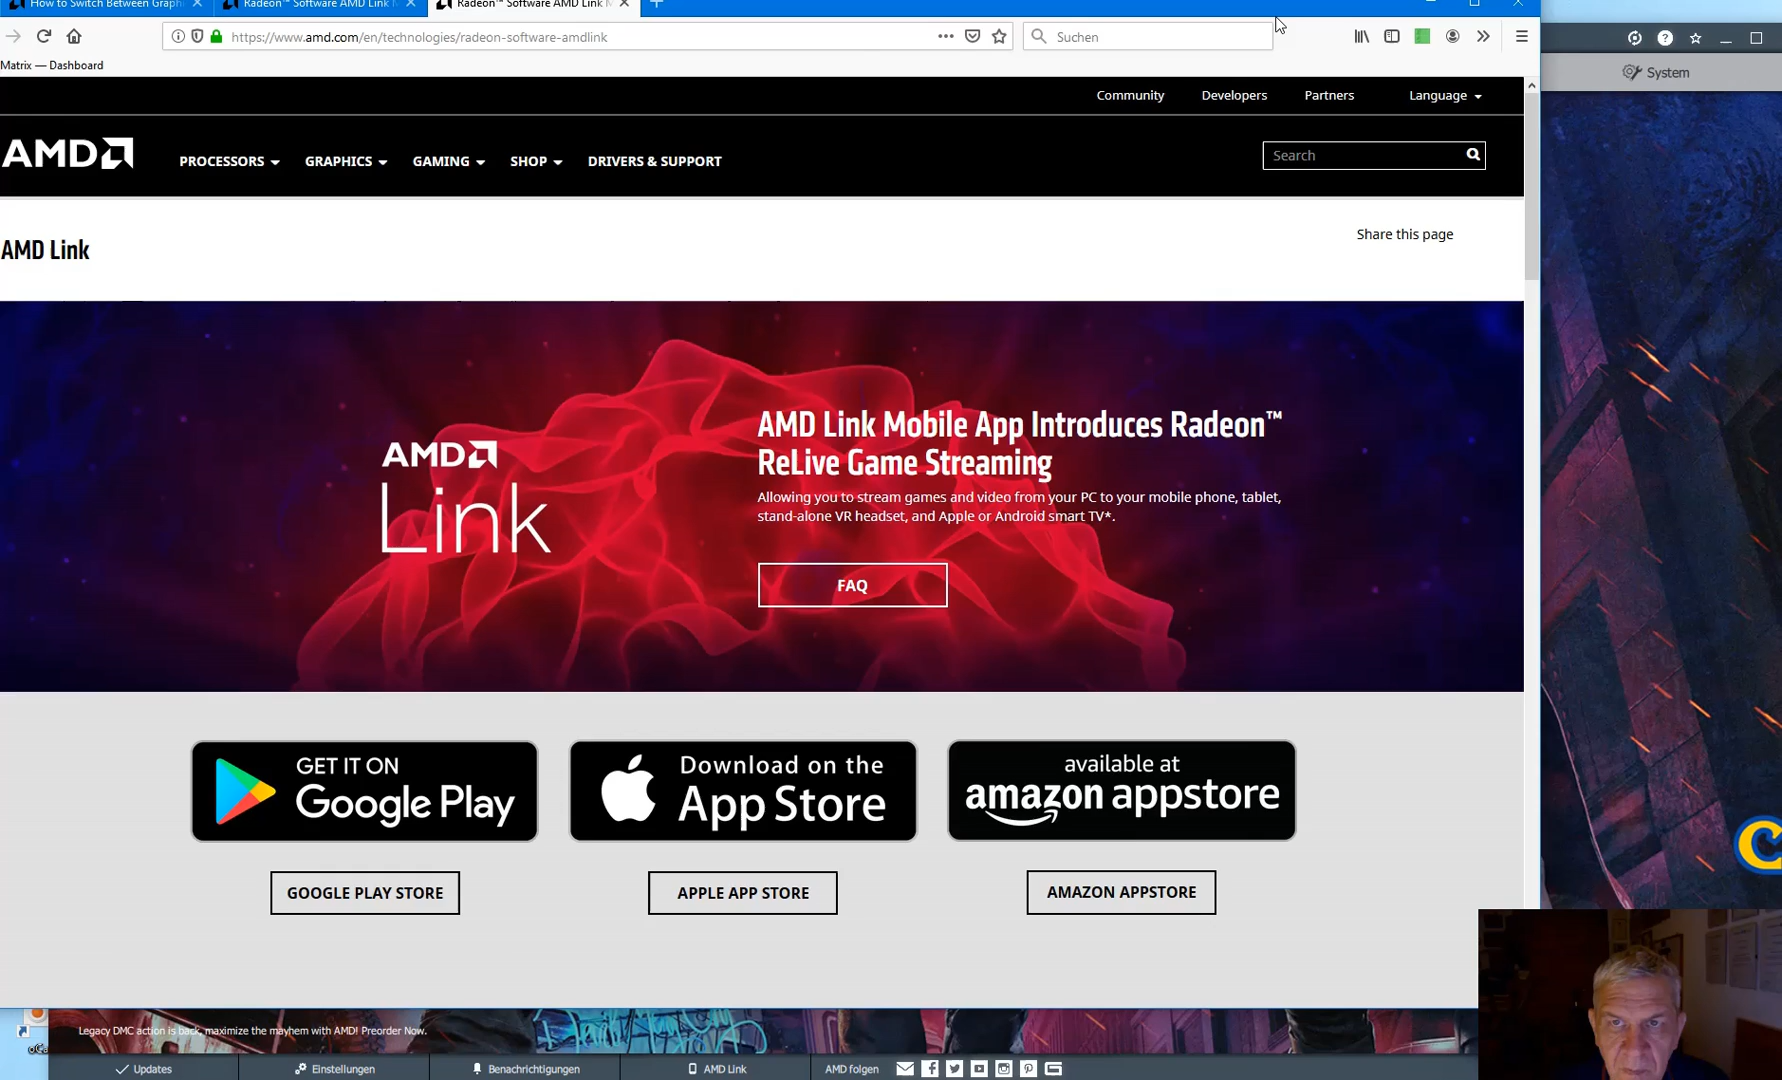 How to Switch Between Graphi
Radeon™ Software AMD Link M
Radeon™ Software AMD Link M
https://www.amd.com/en/technologies/radeon-software-amdlink
Suchen
Matrix — Dashboard
System
Community
Developers
Partners
Language
AMD
PROCESSORS
GRAPHICS
GAMING
SHOP
DRIVERS & SUPPORT
Search
AMD Link
Share this page
AMD
Link
AMD Link Mobile App Introduces Radeon™
ReLive Game Streaming
Allowing you to stream games and video from your PC to your mobile phone, tablet,
stand-alone VR headset, and Apple or Android smart TV*.
FAQ
GET IT ON
Google Play
Download on the
App Store
available at
amazon appstore
GOOGLE PLAY STORE
APPLE APP STORE
AMAZON APPSTORE
Legacy DMC action is back, maximize the mayhem with AMD! Preorder Now.
Updates
Einstellungen
Benachrichtigungen
AMD Link
AMD folgen